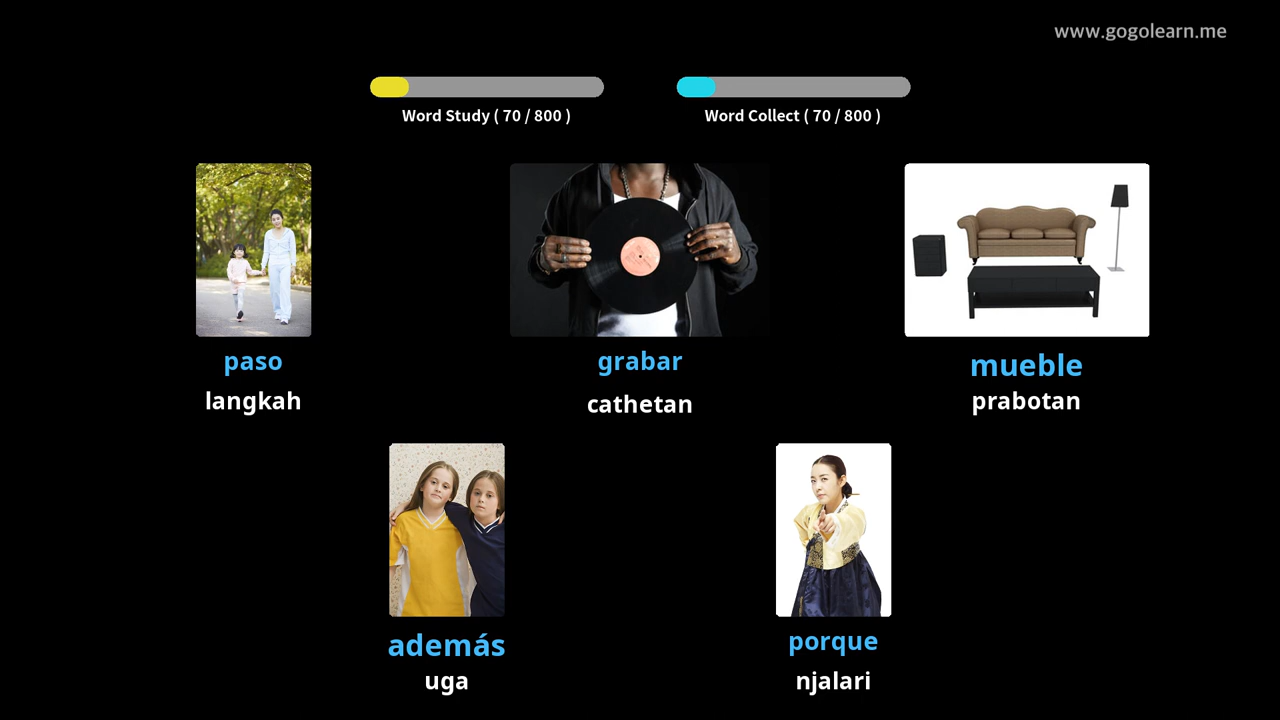 www.gogolearn.me
Word Study ( 70 / 800 )
Word Collect ( 70 / 800 )
paso
langkah
grabar
cathetan
mueble
prabotan
además
uga
porque
njalari